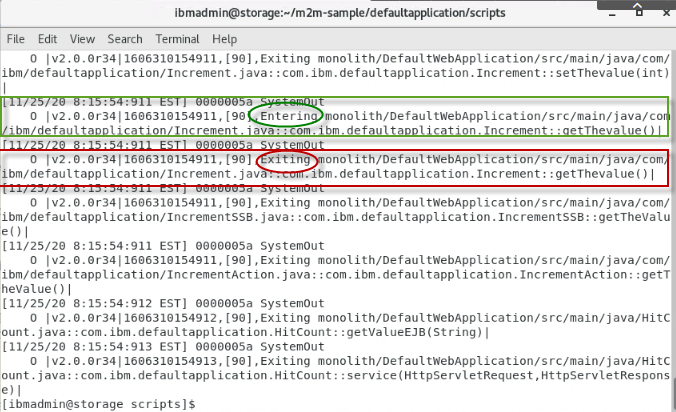 ibmadmin@storage:~/m2m-sample/defaultapplication/scripts
File Edit View Search Terminal Help
O |v2.0.0r34|1606310154911,[90],Exiting monolith/DefaultWebApplication/src/main/java/com/
ibm/defaultapplication/Increment.java::com.ibm.defaultapplication.Increment::setThevalue(int)
|
[11/25/20 8:15:54:911 EST] 0000005a SystemOut
O |v2.0.0r34|1606310154911,[90],Entering monolith/DefaultWebApplication/src/main/java/com
/ibm/defaultapplication/Increment.java::com.ibm.defaultapplication.Increment::getThevalue()|
[11/25/20 8:15:54:911 EST] 0000005a SystemOut
O |v2.0.0r34|1606310154911,[90],Exiting monolith/DefaultWebApplication/src/main/java/com/
ibm/defaultapplication/Increment.java::com.ibm.defaultapplication.Increment::getThevalue()|
[11/25/20 8:15:54:911 EST] 0000005a SystemOut
O |v2.0.0r34|1606310154911,[90],Exiting monolith/DefaultWebApplication/src/main/java/com/
ibm/defaultapplication/IncrementSSB.java::com.ibm.defaultapplication.IncrementSSB::getTheValu
e()|
[11/25/20 8:15:54:911 EST] 0000005a SystemOut
O |v2.0.0r34|1606310154911,[90],Exiting monolith/DefaultWebApplication/src/main/java/com/
ibm/defaultapplication/IncrementAction.java::com.ibm.defaultapplication.IncrementAction::getT
heValue()|
[11/25/20 8:15:54:912 EST] 0000005a SystemOut
O |v2.0.0r34|1606310154912,[90],Exiting monolith/DefaultWebApplication/src/main/java/HitC
ount.java::com.ibm.defaultapplication.HitCount::getValueEJB(String)|
[11/25/20 8:15:54:913 EST] 0000005a SystemOut
O |v2.0.0r34|1606310154913,[90],Exiting monolith/DefaultWebApplication/src/main/java/HitC
ount.java::com.ibm.defaultapplication.HitCount::service(HttpServletRequest,HttpServletRespons
e)|
[ibmadmin@storage scripts]$